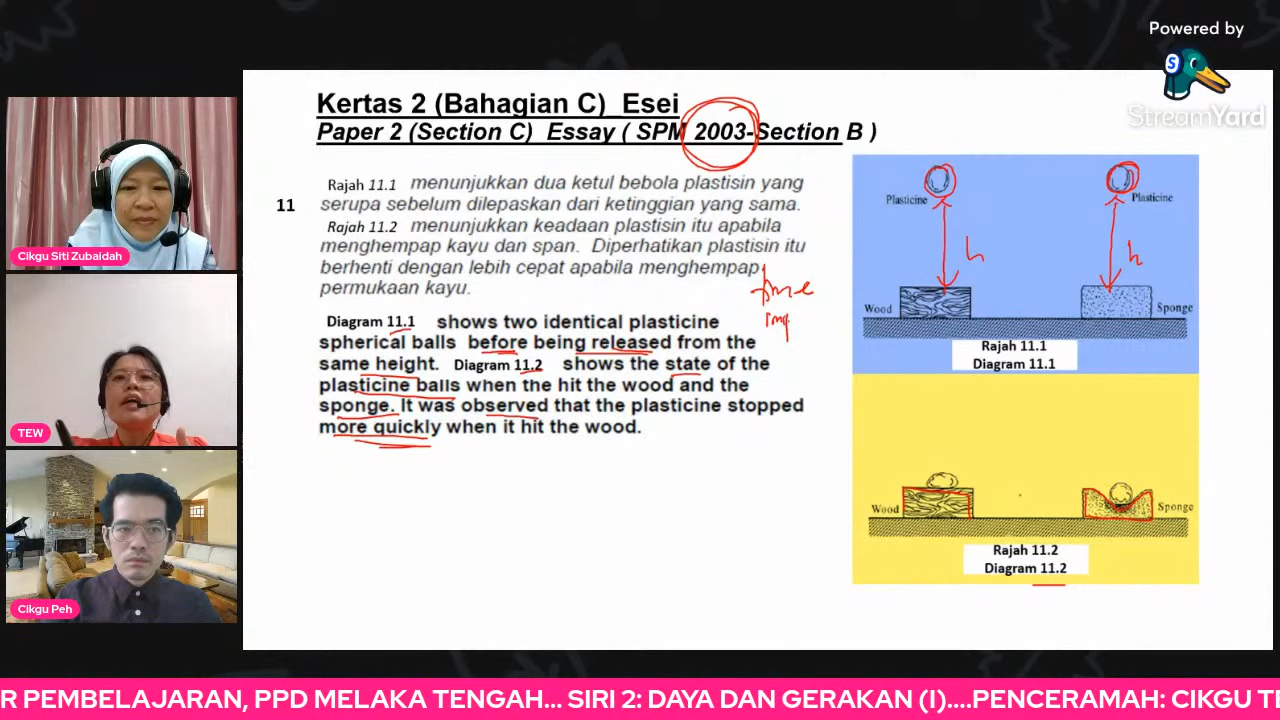 Powered by
StreamYard
Kertas 2 (Bahagian C)_Esei
Paper 2 (Section C)_Essay ( SPM 2003-Section B )
11
Rajah 11.1 menunjukkan dua ketul bebola plastisin yang
serupa sebelum dilepaskan dari ketinggian yang sama.
Rajah 11.2 menunjukkan keadaan plastisin itu apabila
menghempap kayu dan span. Diperhatikan plastisin itu
berhenti dengan lebih cepat apabila menghempap
permukaan kayu.
time
imp
Diagram 11.1 shows two identical plasticine
spherical balls before being released from the
same height. Diagram 11.2 shows the state of the
plasticine balls when the hit the wood and the
sponge. It was observed that the plasticine stopped
more quickly when it hit the wood.
Plasticine
Plasticine
h
h
Wood
Sponge
Rajah 11.1
Diagram 11.1
Wood
Sponge
Rajah 11.2
Diagram 11.2
Cikgu Siti Zubaidah
TEW
Cikgu Peh
R PEMBELAJARAN, PPD MELAKA TENGAH... SIRI 2: DAYA DAN GERAKAN (I)....PENCERAMAH: CIKGU TE